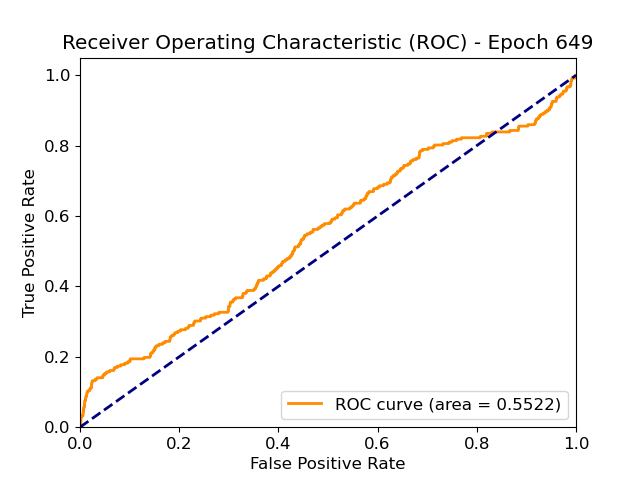 Receiver Operating Characteristic (ROC) - Epoch 649
True Positive Rate
1.0
0.8
0.6
0.4
0.2
0.0
ROC curve (area = 0.5522)
0.0 0.2 0.4 0.6 0.8 1.0
False Positive Rate